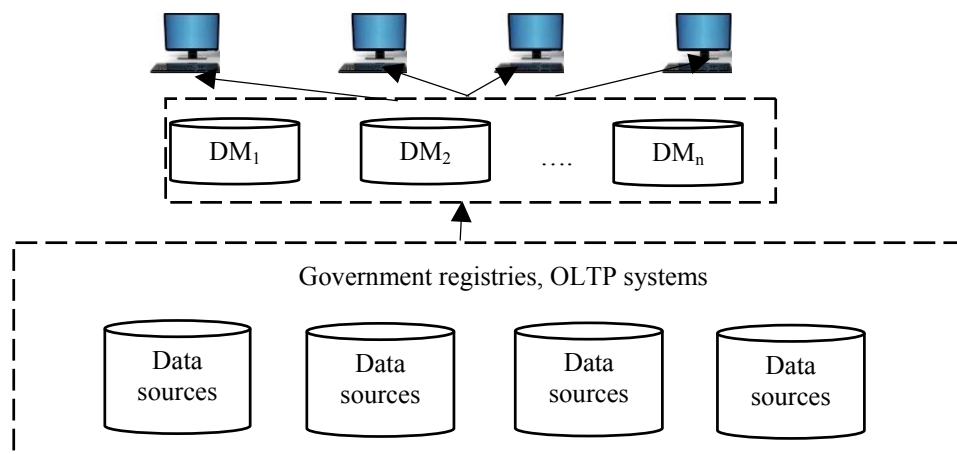 DM₁ DM₂ …. DMₙ
Government registries, OLTP systems
Data sources
Data sources
Data sources
Data sources